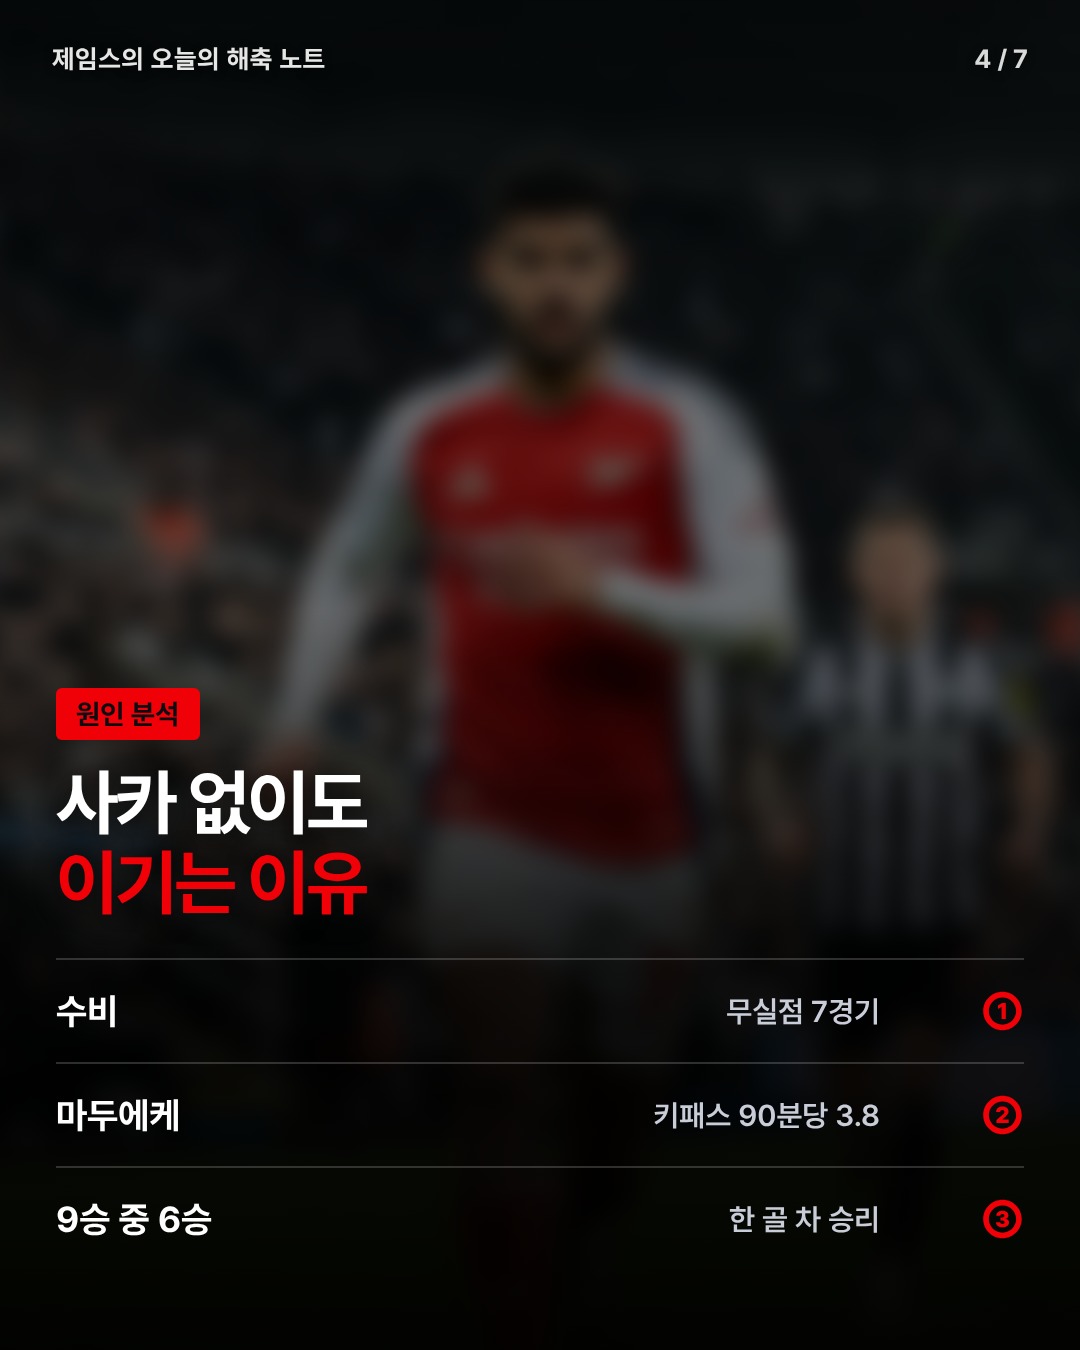 제임스의 오늘의 해축 노트
4 / 7
원인 분석
사카 없이도
이기는 이유
수비
무실점 7경기
1
마두에케
키패스 90분당 3.8
2
9승 중 6승
한 골 차 승리
3